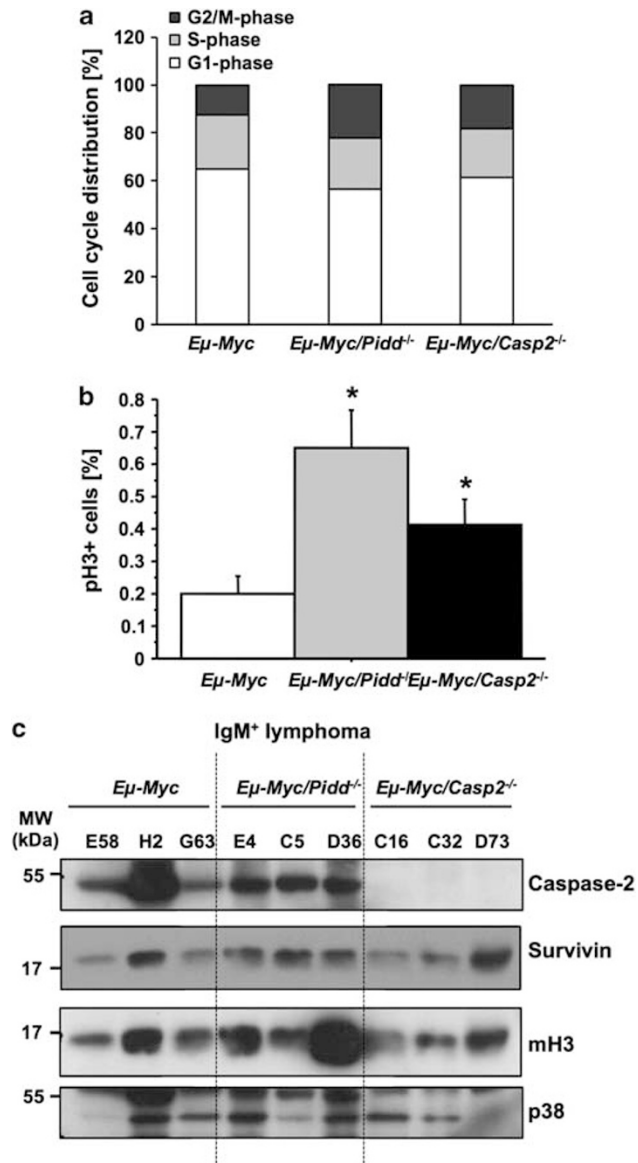 a
G2/M-phase
S-phase
G1-phase
Cell cycle distribution [%]
120
100
80
60
40
20
0
Eμ-Myc Eμ-Myc/Pidd-/- Eμ-Myc/Casp2-/-
b
pH3+ cells [%]
0.8
0.7
0.6
0.5
0.4
0.3
0.2
0.1
0
* *
Eμ-Myc Eμ-Myc/Pidd-/- Eμ-Myc/Casp2-/-
c
IgM+ lymphoma
Eμ-Myc Eμ-Myc/Pidd-/- Eμ-Myc/Casp2-/-
MW
(kDa)
E58 H2 G63 E4 C5 D36 C16 C32 D73
55 Caspase-2
17 Survivin
17 mH3
55 p38